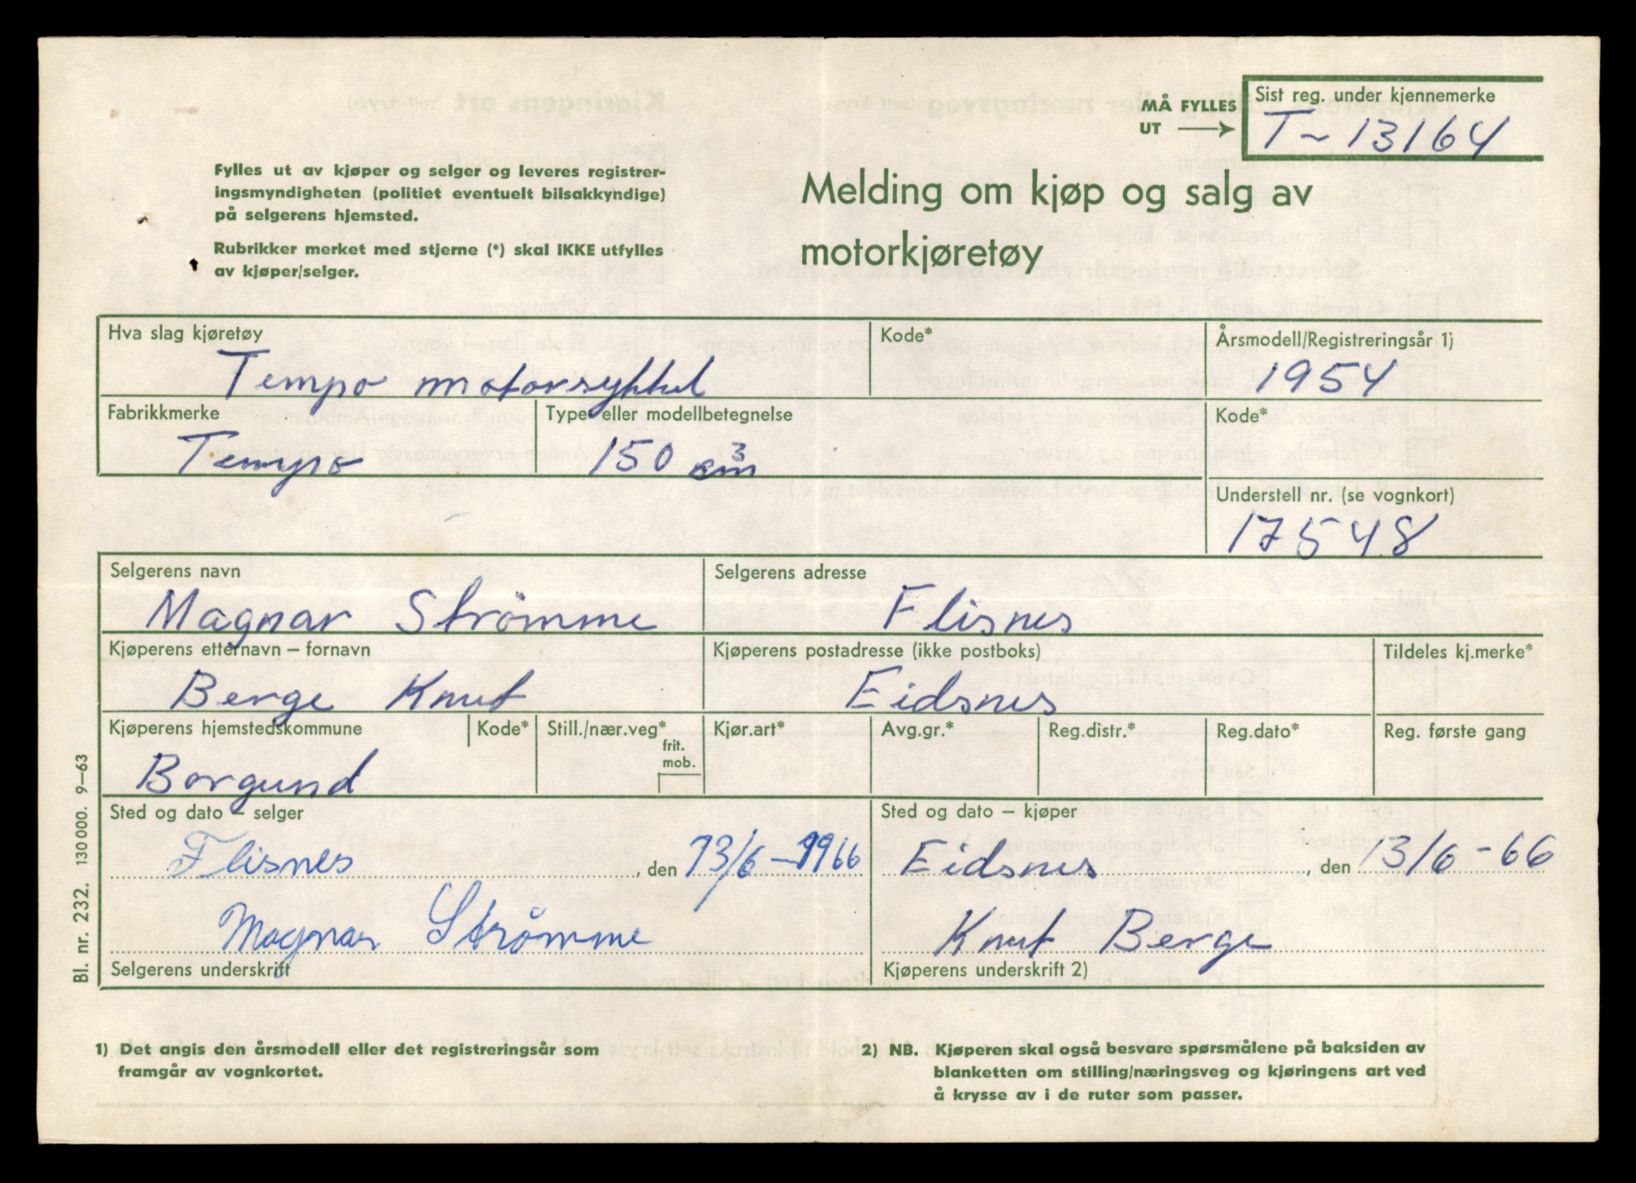 MÅ FYLLES
UT
Sist reg. under kjennemerke
T-13164
Fylles ut av kjøper og selger og leveres registrer-
ingsmyndigheten (politiet eventuelt bilsakkyndige)
på selgerens hjemsted.
Rubrikker merket med stjerne (*) skal IKKE utfylles
av kjøper/selger.
Melding om kjøp og salg av
motorkjøretøy
Hva slag kjøretøy
Tempo motorsykkel
Kode*
Årsmodell/Registreringsår 1)
1954
Fabrikkmerke
Tempo
Type eller modellbetegnelse
150 cm³
Kode*
Understell nr. (se vognkort)
17548
Selgerens navn
Magnar Strömme
Selgerens adresse
Flisnes
Kjøperens etternavn – fornavn
Berge Knut
Kjøperens postadresse (ikke postboks)
Eidsnes
Tildeles kj.merke*
Kjøperens hjemstedskommune
Borgund
Kode*
Still./nær.veg*
frit.
mob.
Kjør.art*
Avg.gr.*
Reg.distr.*
Reg.dato*
Reg. første gang
Sted og dato – selger
Flisnes, den 13/6-1966
Magnar Strömme
Selgerens underskrift
Sted og dato – kjøper
Eidsnes, den 13/6-66
Knut Berge
Kjøperens underskrift 2)
Bl. nr. 232. 130 000. 9–63
1) Det angis den årsmodell eller det registreringsår som
framgår av vognkortet.
2) NB. Kjøperen skal også besvare spørsmålene på baksiden av
blanketten om stilling/næringsveg og kjøringens art ved
å krysse av i de ruter som passer.